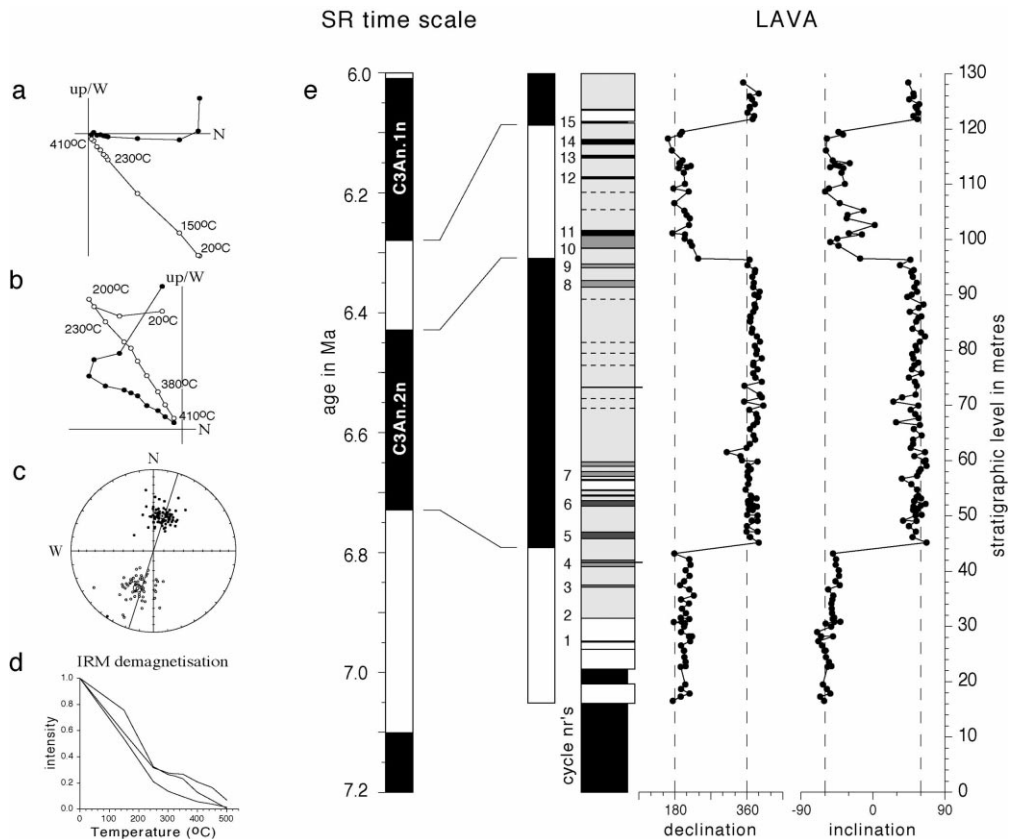 SR time scale
LAVA
a
up/W
N
410°C
230°C
150°C
20°C
b
up/W
200°C
20°C
230°C
380°C
410°C
N
c
N
W
d
IRM demagnetisation
1.0
0.8
0.6
0.4
0.2
0.0
intensity
0 100 200 300 400 500
Temperature (°C)
e
age in Ma
6.0
6.2
6.4
6.6
6.8
7.0
7.2
C3An.1n
C3An.2n
15
14
13
12
11
10
9
8
7
6
5
4
3
2
1
cycle nr's
180 360
declination
-90 0 90
inclination
130
120
110
100
90
80
70
60
50
40
30
20
10
0
stratigraphic level in metres